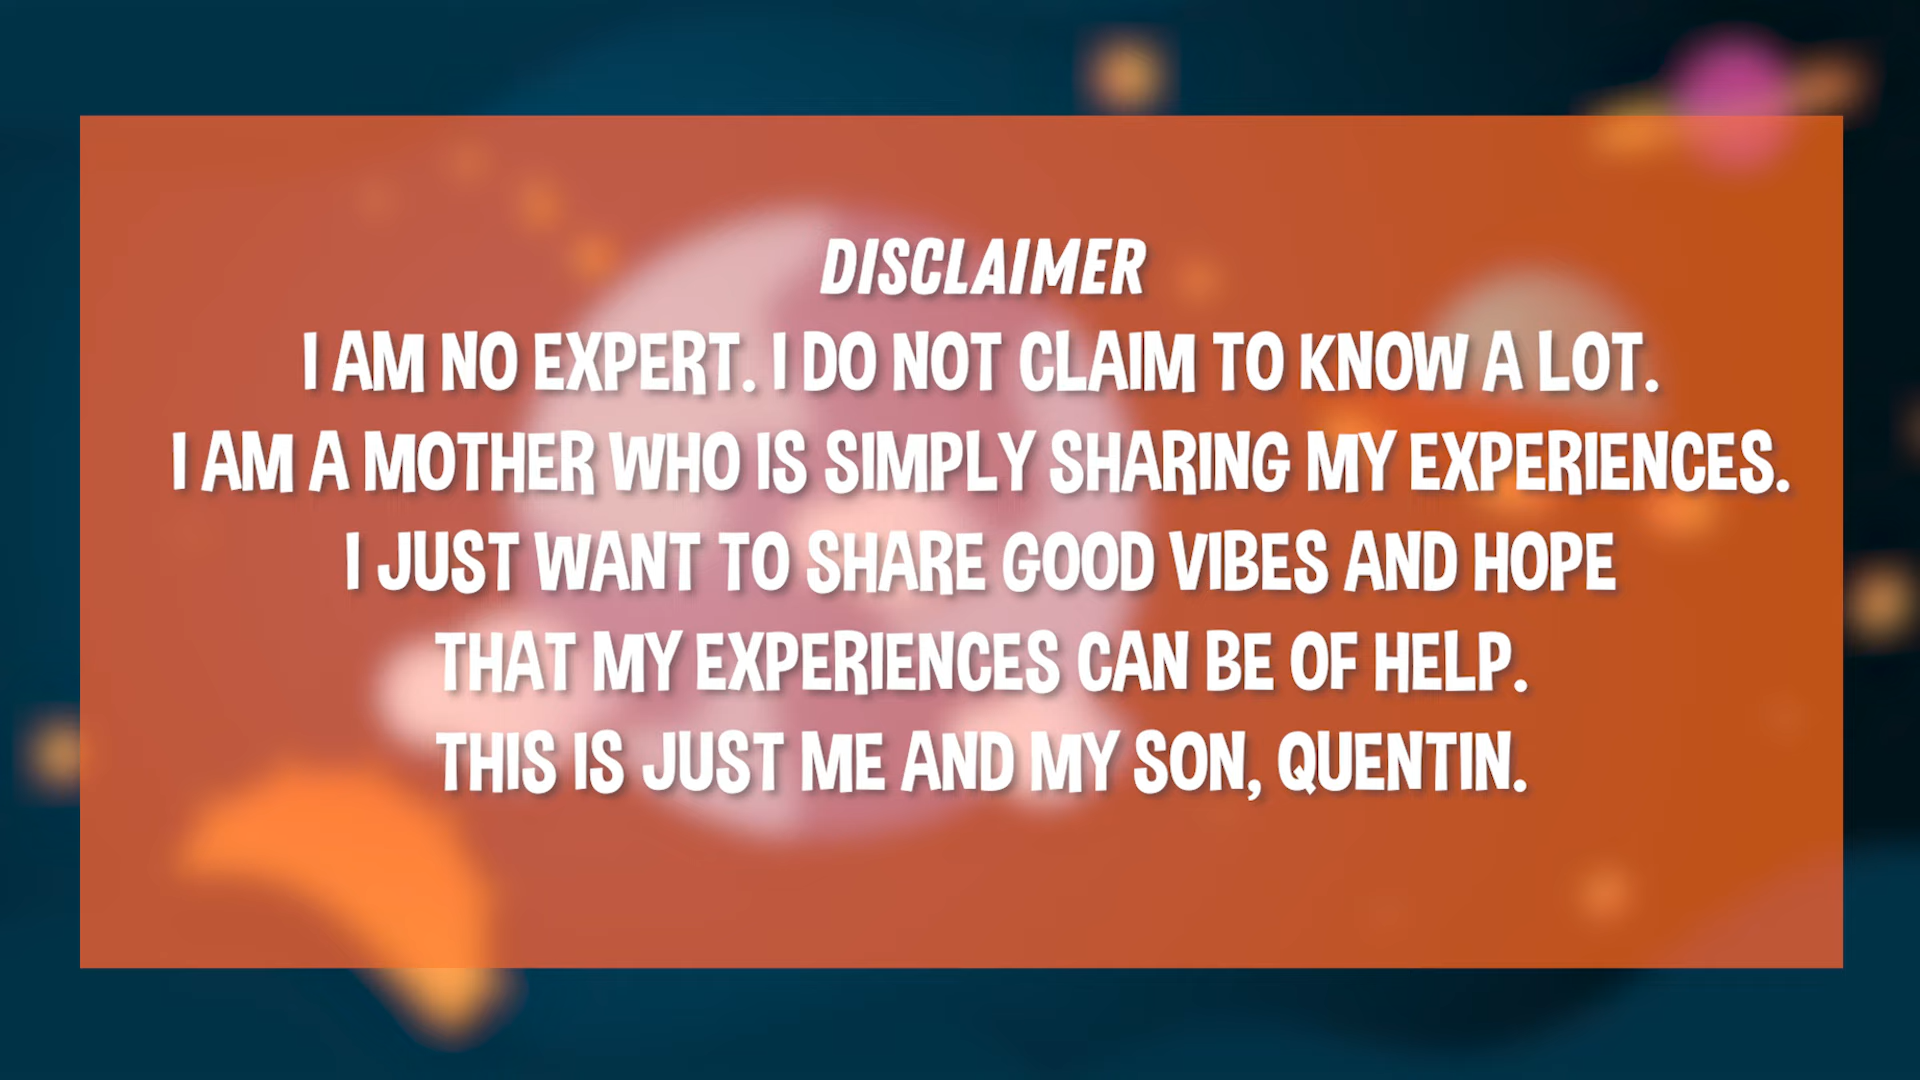 DISCLAIMER
I AM NO EXPERT. I DO NOT CLAIM TO KNOW A LOT.
I AM A MOTHER WHO IS SIMPLY SHARING MY EXPERIENCES.
I JUST WANT TO SHARE GOOD VIBES AND HOPE
THAT MY EXPERIENCES CAN BE OF HELP.
THIS IS JUST ME AND MY SON, QUENTIN.